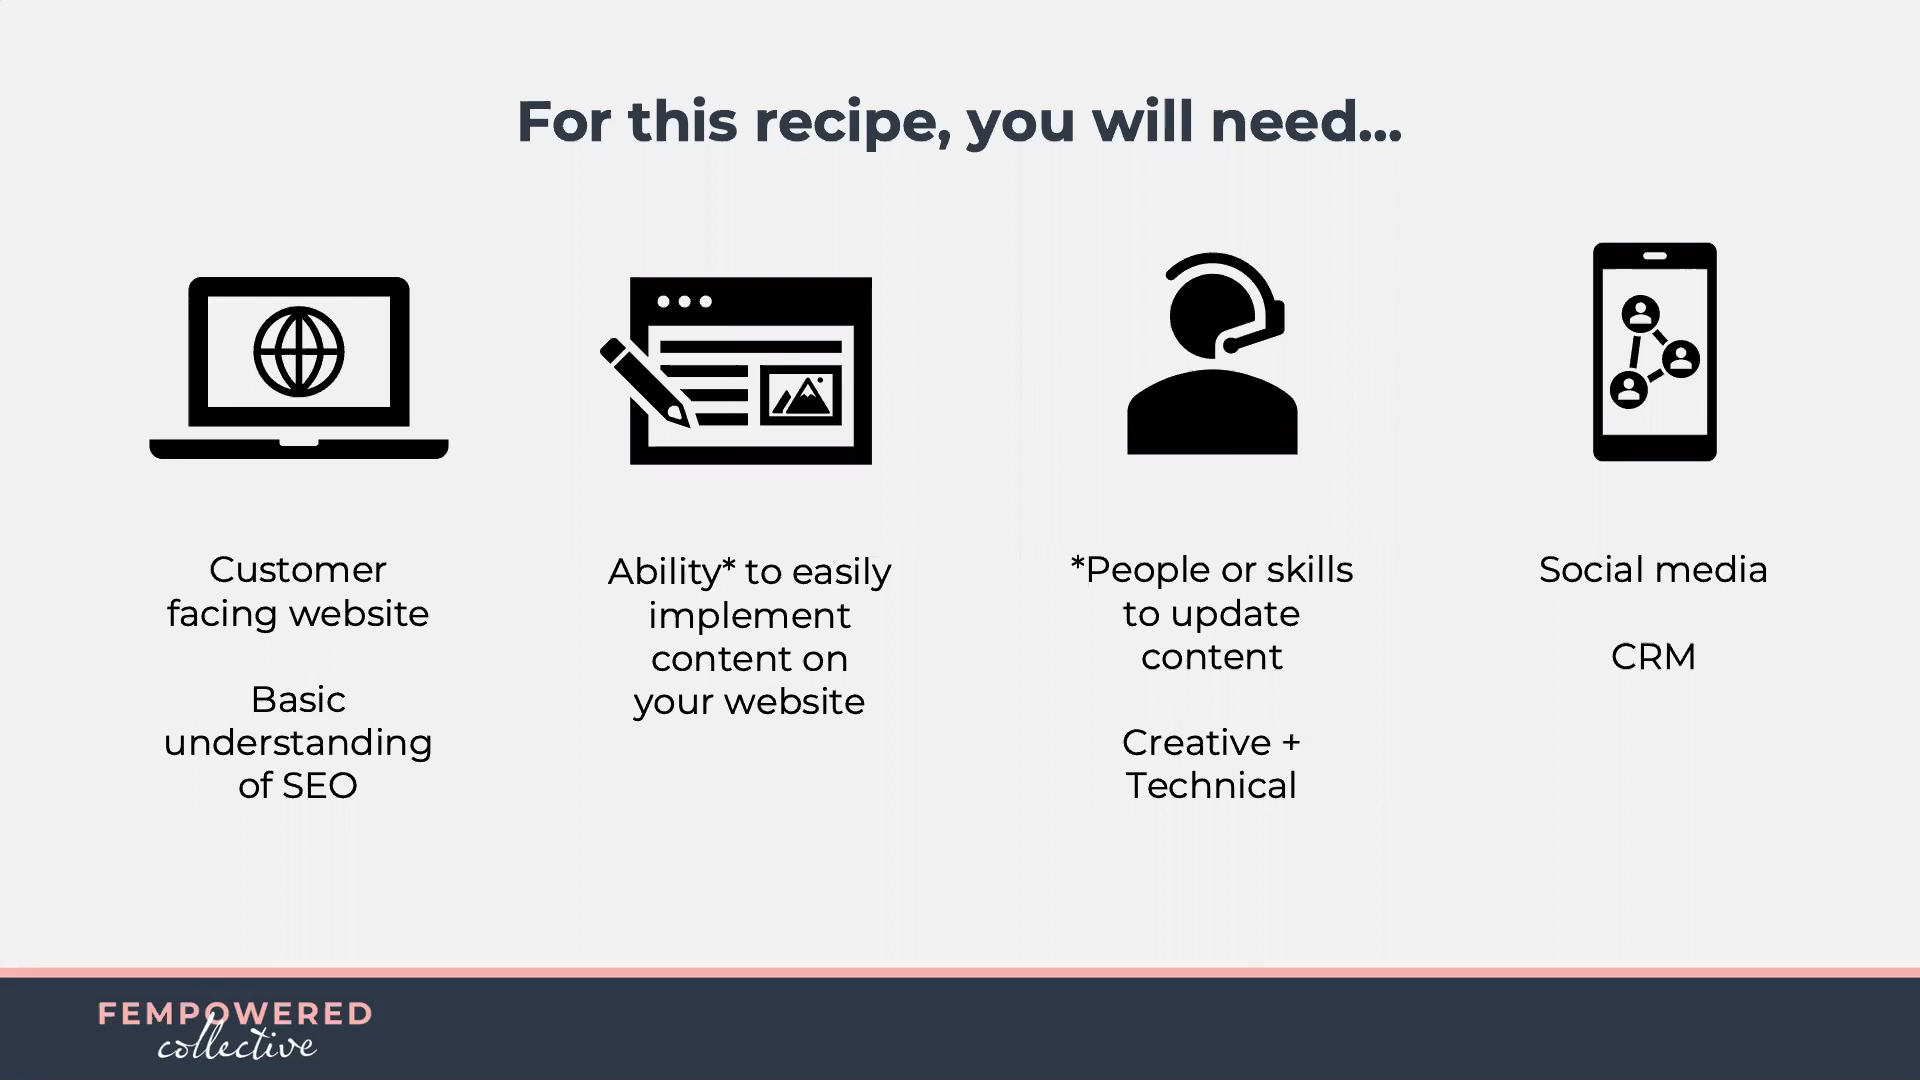 For this recipe, you will need...
Customer
facing website
Basic
understanding
of SEO
Ability* to easily
implement
content on
your website
*People or skills
to update
content
Creative +
Technical
Social media
CRM
FEMPOWERED
collective